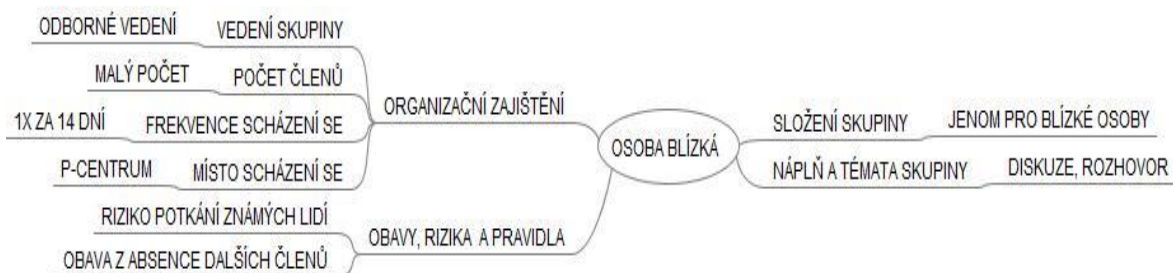 ODBORNÉ VEDENÍ
VEDENÍ SKUPINY
MALÝ POČET
POČET ČLENŮ
1X ZA 14 DNÍ
FREKVENCE SCHÁZENÍ SE
P-CENTRUM
MÍSTO SCHÁZENÍ SE
ORGANIZAČNÍ ZAJIŠTĚNÍ
RIZIKO POTKÁNÍ ZNÁMÝCH LIDÍ
OBAVA Z ABSENCE DALŠÍCH ČLENŮ
OBAVY, RIZIKA A PRAVIDLA
OSOBA BLÍZKÁ
SLOŽENÍ SKUPINY
JENOM PRO BLÍZKÉ OSOBY
NÁPLŇ A TÉMATA SKUPINY
DISKUZE, ROZHOVOR